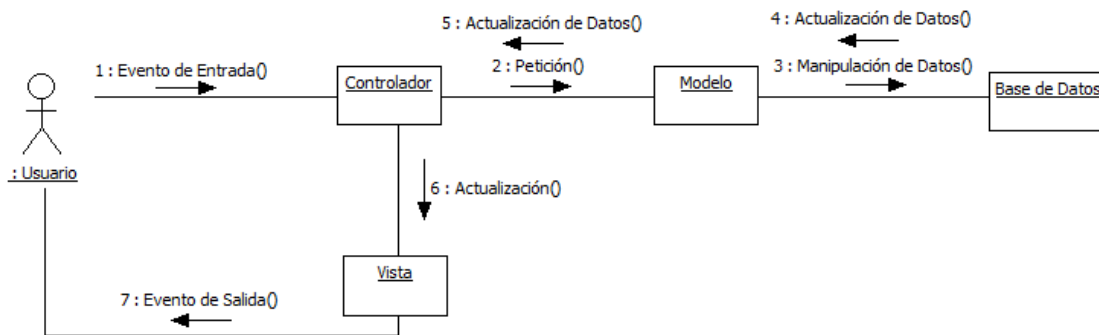 5 : Actualización de Datos()
4 : Actualización de Datos()
1 : Evento de Entrada()
2 : Petición()
3 : Manipulación de Datos()
Controlador
Modelo
Base de Datos
: Usuario
6 : Actualización()
Vista
7 : Evento de Salida()